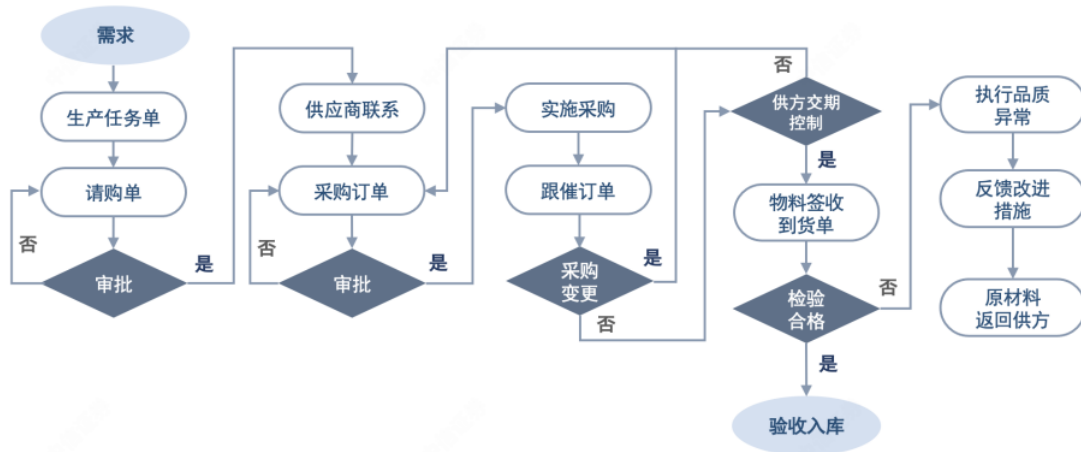 需求
生产任务单
请购单
否
审批
是
供应商联系
采购订单
否
审批
是
实施采购
跟催订单
采购
变更
是
否
否
供方交期
控制
是
物料签收
到货单
检验
合格
否
是
验收入库
执行品质
异常
反馈改进
措施
原材料
返回供方